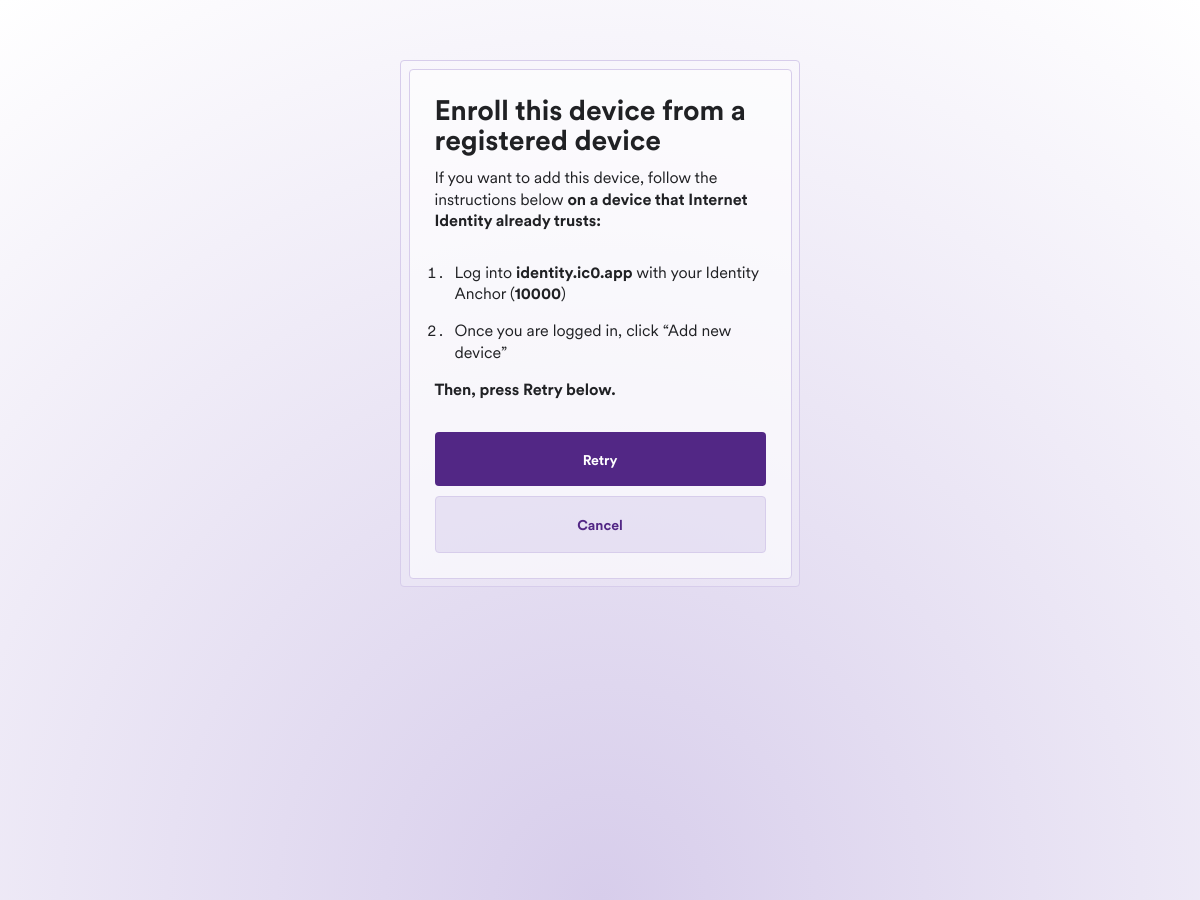 Enroll this device from a
registered device
If you want to add this device, follow the
instructions below on a device that Internet
Identity already trusts:
1. Log into identity.ic0.app with your Identity
Anchor (10000)
2. Once you are logged in, click “Add new
device”
Then, press Retry below.
Retry
Cancel